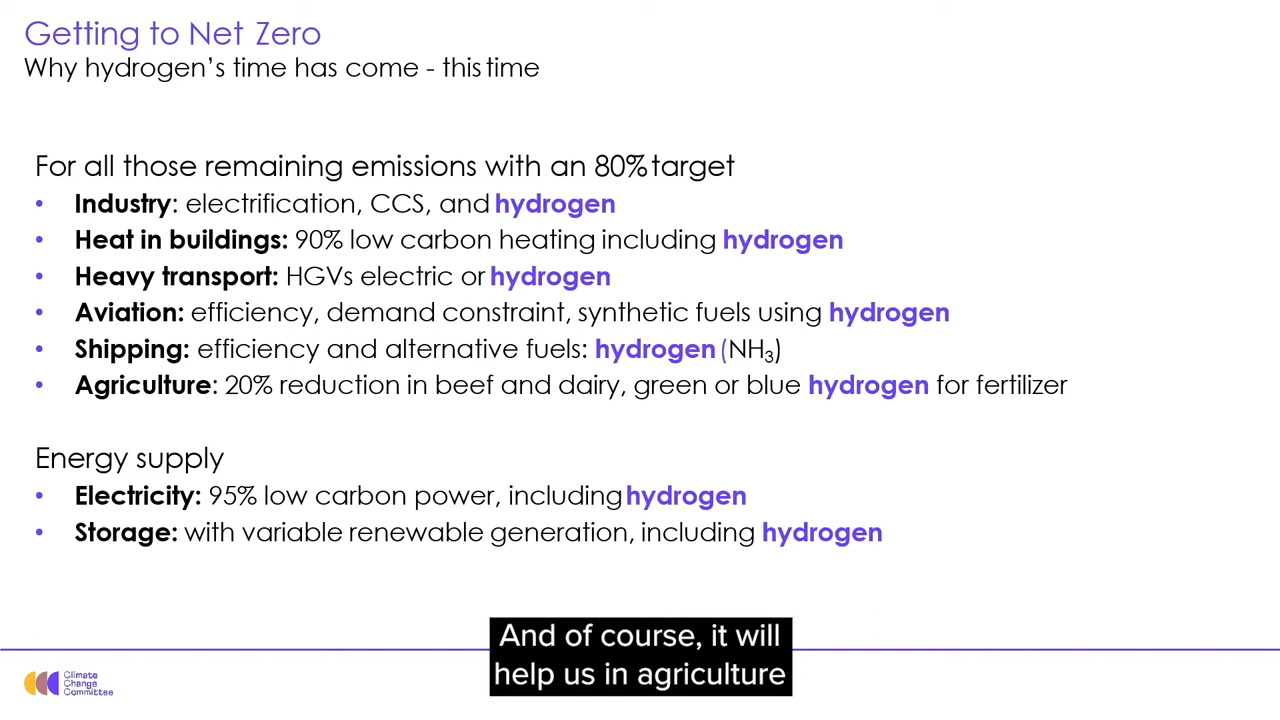 Getting to Net Zero
Why hydrogen's time has come - this time
For all those remaining emissions with an 80% target
• Industry: electrification, CCS, and hydrogen
• Heat in buildings: 90% low carbon heating including hydrogen
• Heavy transport: HGVs electric or hydrogen
• Aviation: efficiency, demand constraint, synthetic fuels using hydrogen
• Shipping: efficiency and alternative fuels: hydrogen (NH₃)
• Agriculture: 20% reduction in beef and dairy, green or blue hydrogen for fertilizer
Energy supply
• Electricity: 95% low carbon power, including hydrogen
• Storage: with variable renewable generation, including hydrogen
And of course, it will
help us in agriculture
Climate
Change
Committee